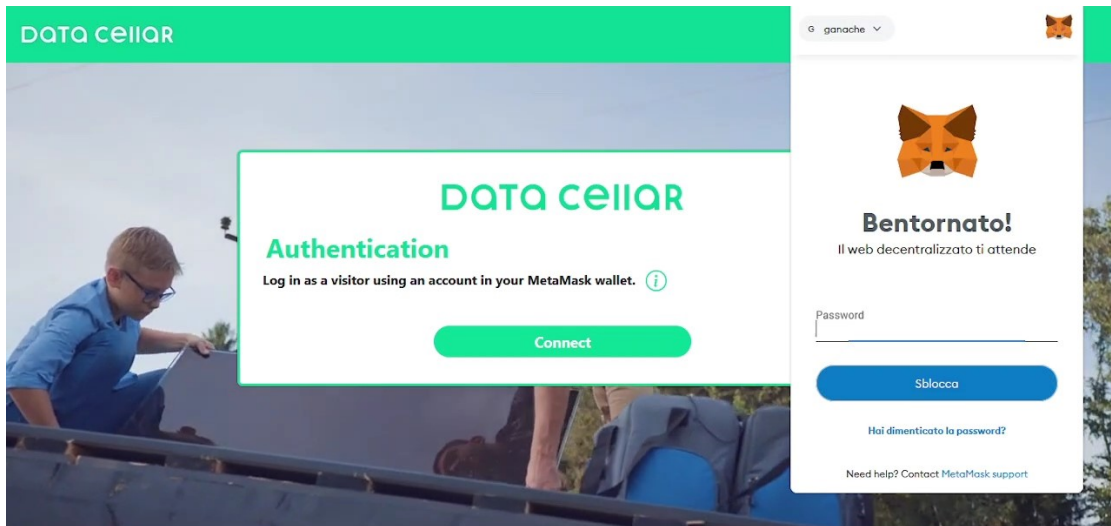 DATA CELLAR
DATA CELLAR
Authentication
Log in as a visitor using an account in your MetaMask wallet. i
Connect
G ganache
Bentornato!
Il web decentralizzato ti attende
Password
Sblocca
Hai dimenticato la password?
Need help? Contact MetaMask support